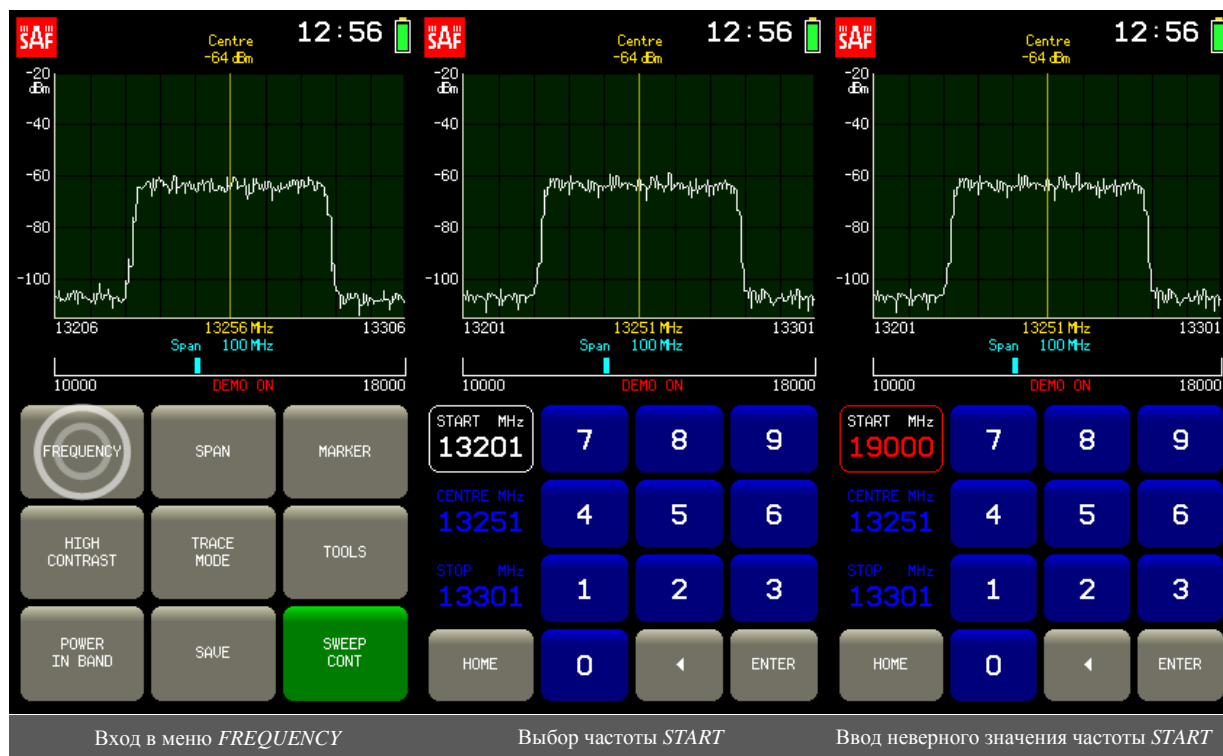 SAF
12:56
Centre
-64 dBm
-20
dBm
-40
-60
-80
-100
13206 13256 MHz 13306
Span 100 MHz
10000 DEMO ON 18000
FREQUENCY SPAN MARKER
HIGH CONTRAST TRACE MODE TOOLS
POWER IN BAND SAVE SWEEP CONT
Вход в меню FREQUENCY
SAF
12:56
Centre
-64 dBm
-20
dBm
-40
-60
-80
-100
13201 13251 MHz 13301
Span 100 MHz
10000 DEMO ON 18000
START MHz
13201
7 8 9
CENTRE MHz
13251
4 5 6
STOP MHz
13301
1 2 3
HOME 0 ENTER
Выбор частоты START
SAF
12:56
Centre
-64 dBm
-20
dBm
-40
-60
-80
-100
13201 13251 MHz 13301
Span 100 MHz
10000 DEMO ON 18000
START MHz
19000
7 8 9
CENTRE MHz
13251
4 5 6
STOP MHz
13301
1 2 3
HOME 0 ENTER
Ввод неверного значения частоты START